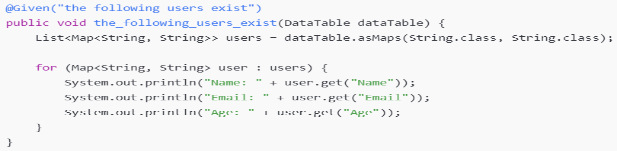 @Given("the following users exist")
public void the_following_users_exist(DataTable dataTable) {
    List<Map<String, String>> users = dataTable.asMaps(String.class, String.class);

    for (Map<String, String> user : users) {
        System.out.println("Name: " + user.get("Name"));
        System.out.println("Email: " + user.get("Email"));
        System.out.println("Age: " + user.get("Age"));
    }
}